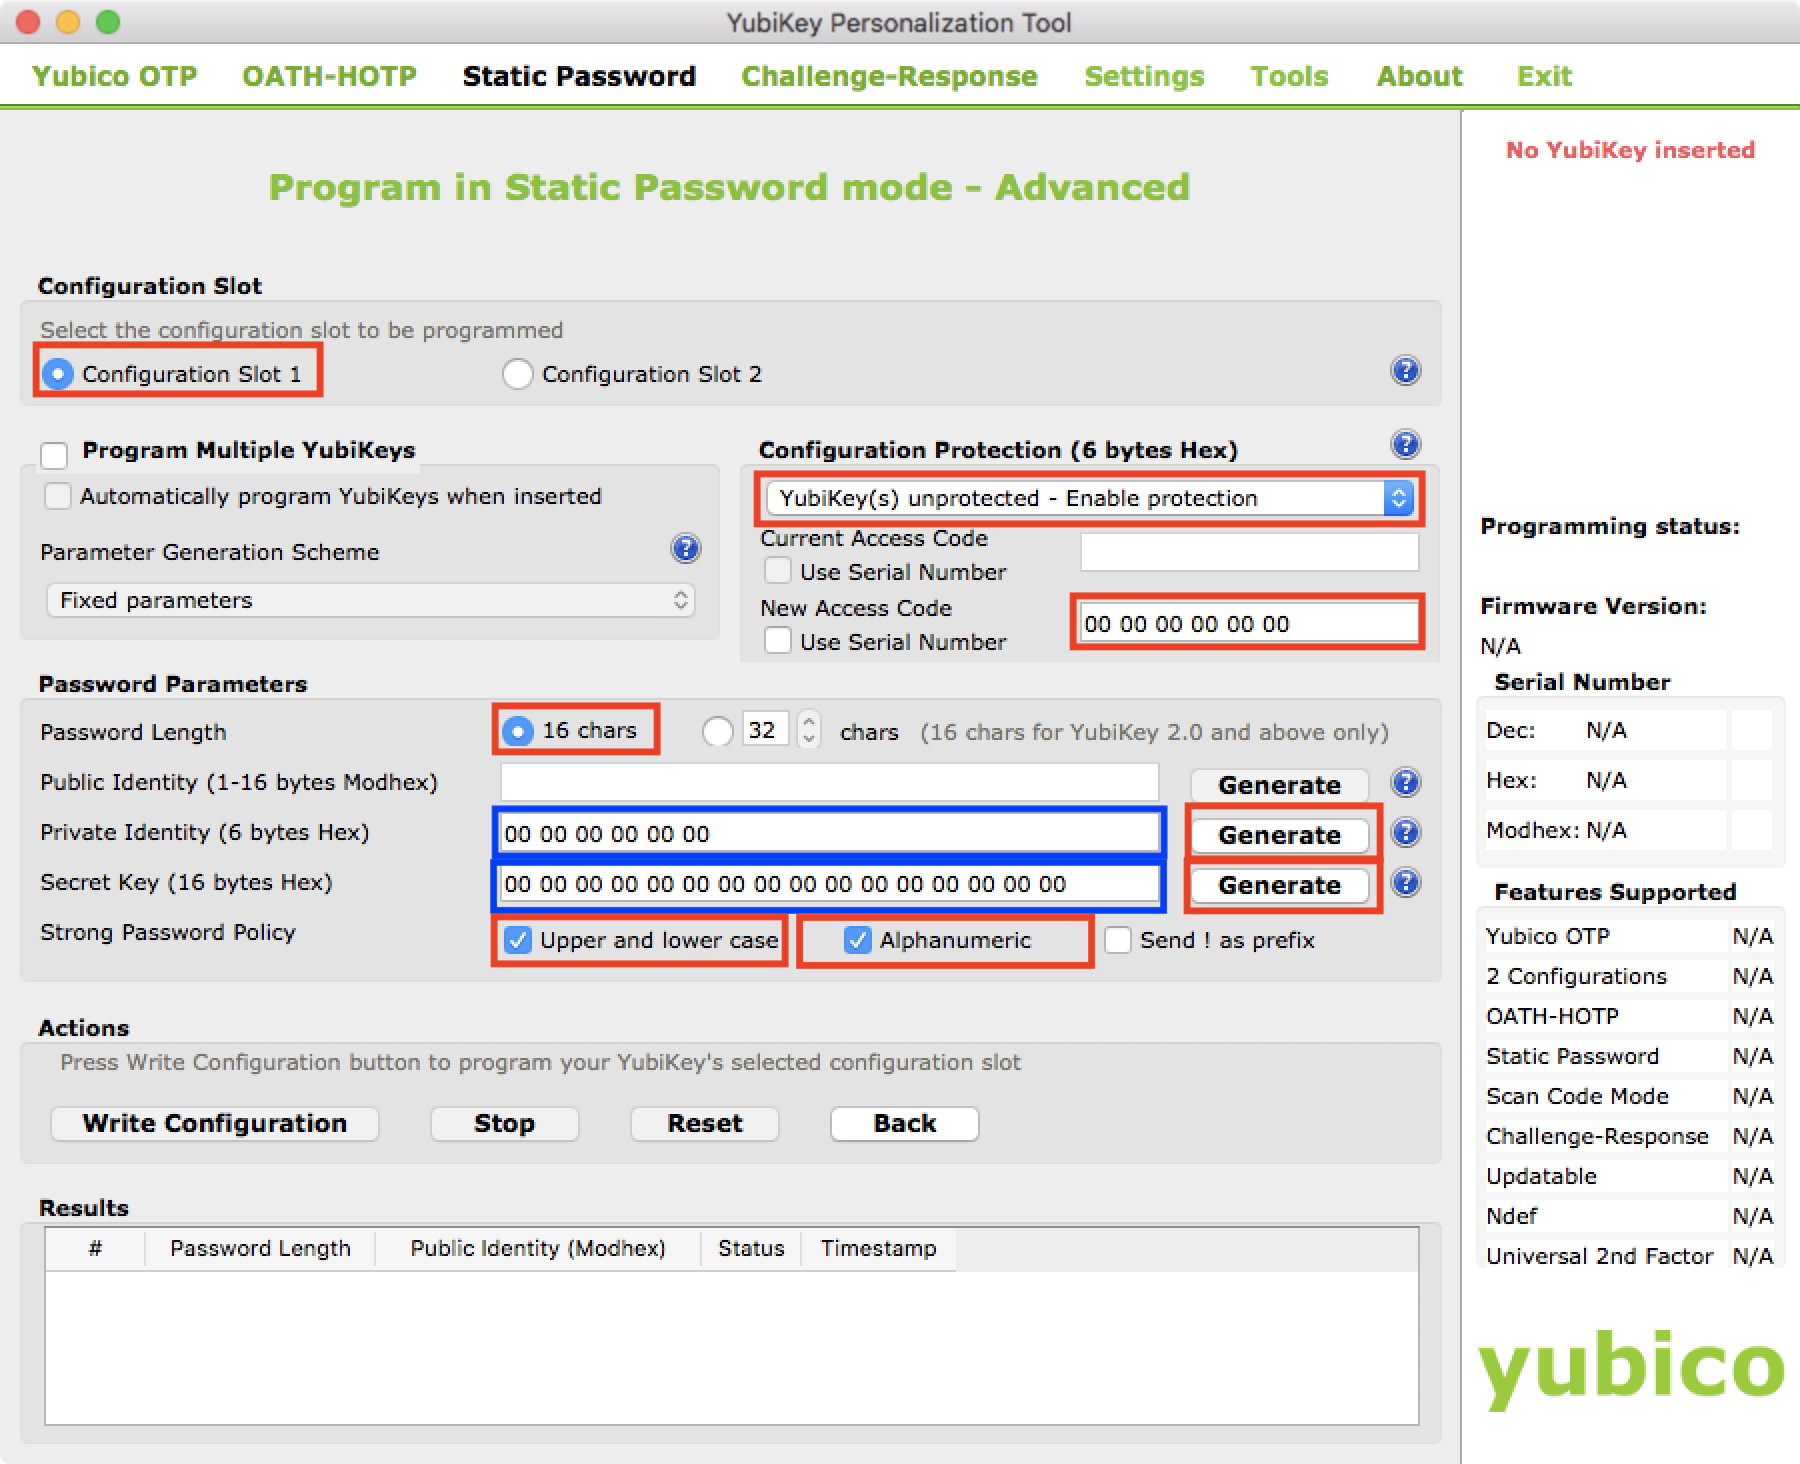 YubiKey Personalization Tool
Yubico OTP OATH-HOTP Static Password Challenge-Response Settings Tools About Exit
Program in Static Password mode - Advanced
Configuration Slot
Select the configuration slot to be programmed
Configuration Slot 1 Configuration Slot 2
Program Multiple YubiKeys
Automatically program YubiKeys when inserted
Parameter Generation Scheme
Fixed parameters
Configuration Protection (6 bytes Hex)
YubiKey(s) unprotected - Enable protection
Current Access Code
Use Serial Number
New Access Code
Use Serial Number
00 00 00 00 00 00
Password Parameters
Password Length 16 chars 32 chars (16 chars for YubiKey 2.0 and above only)
Public Identity (1-16 bytes Modhex) Generate
Private Identity (6 bytes Hex) 00 00 00 00 00 00 Generate
Secret Key (16 bytes Hex) 00 00 00 00 00 00 00 00 00 00 00 00 00 00 00 00 Generate
Strong Password Policy Upper and lower case Alphanumeric Send ! as prefix
Actions
Press Write Configuration button to program your YubiKey's selected configuration slot
Write Configuration Stop Reset Back
Results
# Password Length Public Identity (Modhex) Status Timestamp
No YubiKey inserted
Programming status:
Firmware Version:
N/A
Serial Number
Dec: N/A
Hex: N/A
Modhex: N/A
Features Supported
Yubico OTP N/A
2 Configurations N/A
OATH-HOTP N/A
Static Password N/A
Scan Code Mode N/A
Challenge-Response N/A
Updatable N/A
Ndef N/A
Universal 2nd Factor N/A
yubico